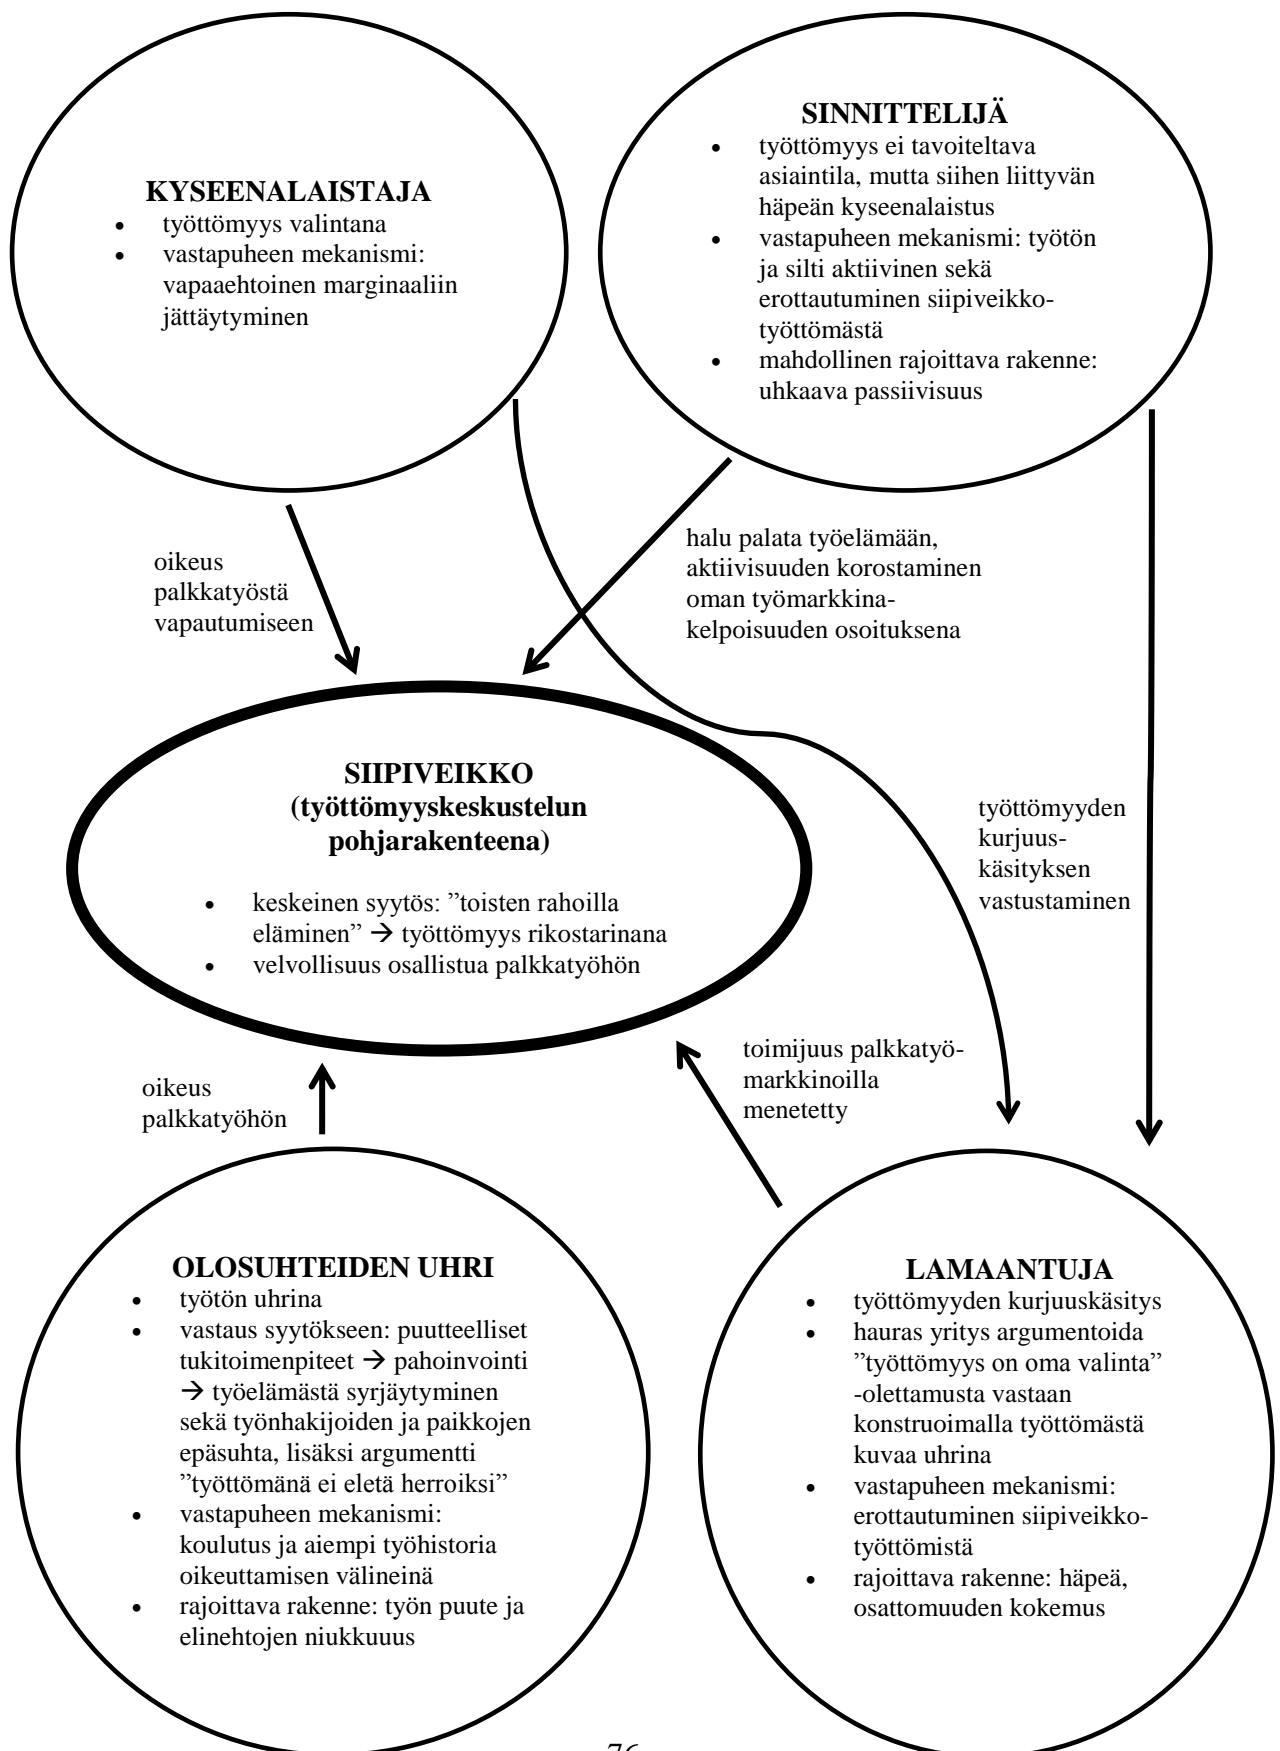 KYSEENALAISTAJA
• työttömyys valintana
• vastapuheen mekanismi:
vapaaehtoinen marginaaliin
jättäytyminen
SINNITTELIJÄ
• työttömyys ei tavoiteltava
asiaintila, mutta siihen liittyvän
häpeän kyseenalaistus
• vastapuheen mekanismi: työtön
ja silti aktiivinen sekä
erottautuminen siipiveikko-
työttömästä
• mahdollinen rajoittava rakenne:
uhkaava passiivisuus
oikeus
palkkatyöstä
vapautumiseen
halu palata työelämään,
aktiivisuuden korostaminen
oman työmarkkina-
kelpoisuuden osoituksena
SIIPIVEIKKO
(työttömyyskeskustelun
pohjarakenteena)
• keskeinen syytös: ”toisten rahoilla
eläminen” → työttömyys rikostarinana
• velvollisuus osallistua palkkatyöhön
työttömyyden
kurjuus-
käsityksen
vastustaminen
oikeus
palkkatyöhön
toimijuus palkkatyö-
markkinoilla
menetetty
OLOSUHTEIDEN UHRI
• työtön uhrina
• vastaus syytökseen: puutteelliset
tukitoimenpiteet → pahoinvointi
→ työelämästä syrjäytyminen
sekä työnhakijoiden ja paikkojen
epäsuhta, lisäksi argumentti
”työttömänä ei eletä herroiksi”
• vastapuheen mekanismi:
koulutus ja aiempi työhistoria
oikeuttamisen välineinä
• rajoittava rakenne: työn puute ja
elinehtojen niukkuuus
LAMAANTUJA
• työttömyyden kurjuuskäsitys
• hauras yritys argumentoida
”työttömyys on oma valinta”
-olettamusta vastaan
konstruoimalla työttömästä
kuvaa uhrina
• vastapuheen mekanismi:
erottautuminen siipiveikko-
työttömistä
• rajoittava rakenne: häpeä,
osattomuuden kokemus
76